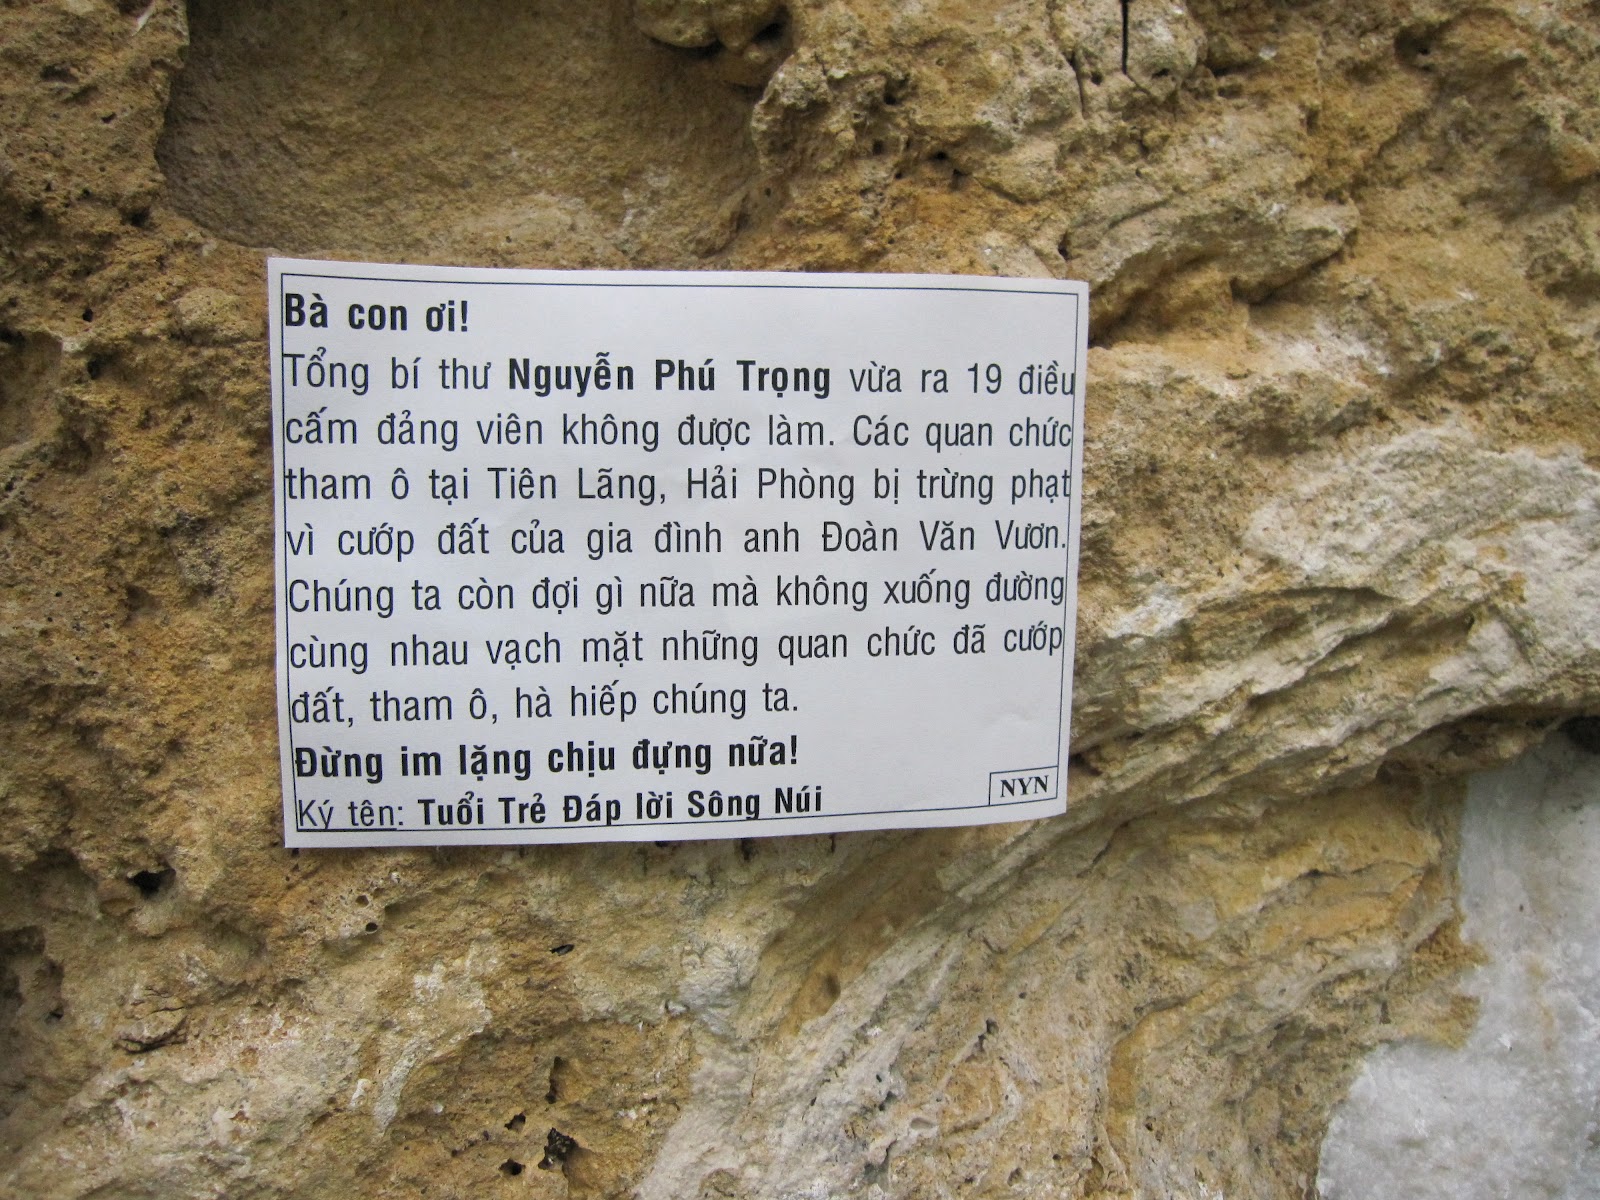 Bà con ơi!
Tổng bí thư Nguyễn Phú Trọng vừa ra 19 điều
cấm đảng viên không được làm. Các quan chức
tham ô tại Tiên Lãng, Hải Phòng bị trừng phạt
vì cướp đất của gia đình anh Đoàn Văn Vươn.
Chúng ta còn đợi gì nữa mà không xuống đường
cùng nhau vạch mặt những quan chức đã cướp
đất, tham ô, hà hiếp chúng ta.
Đừng im lặng chịu đựng nữa!
Ký tên: Tuổi Trẻ Đáp lời Sông Núi
NYN